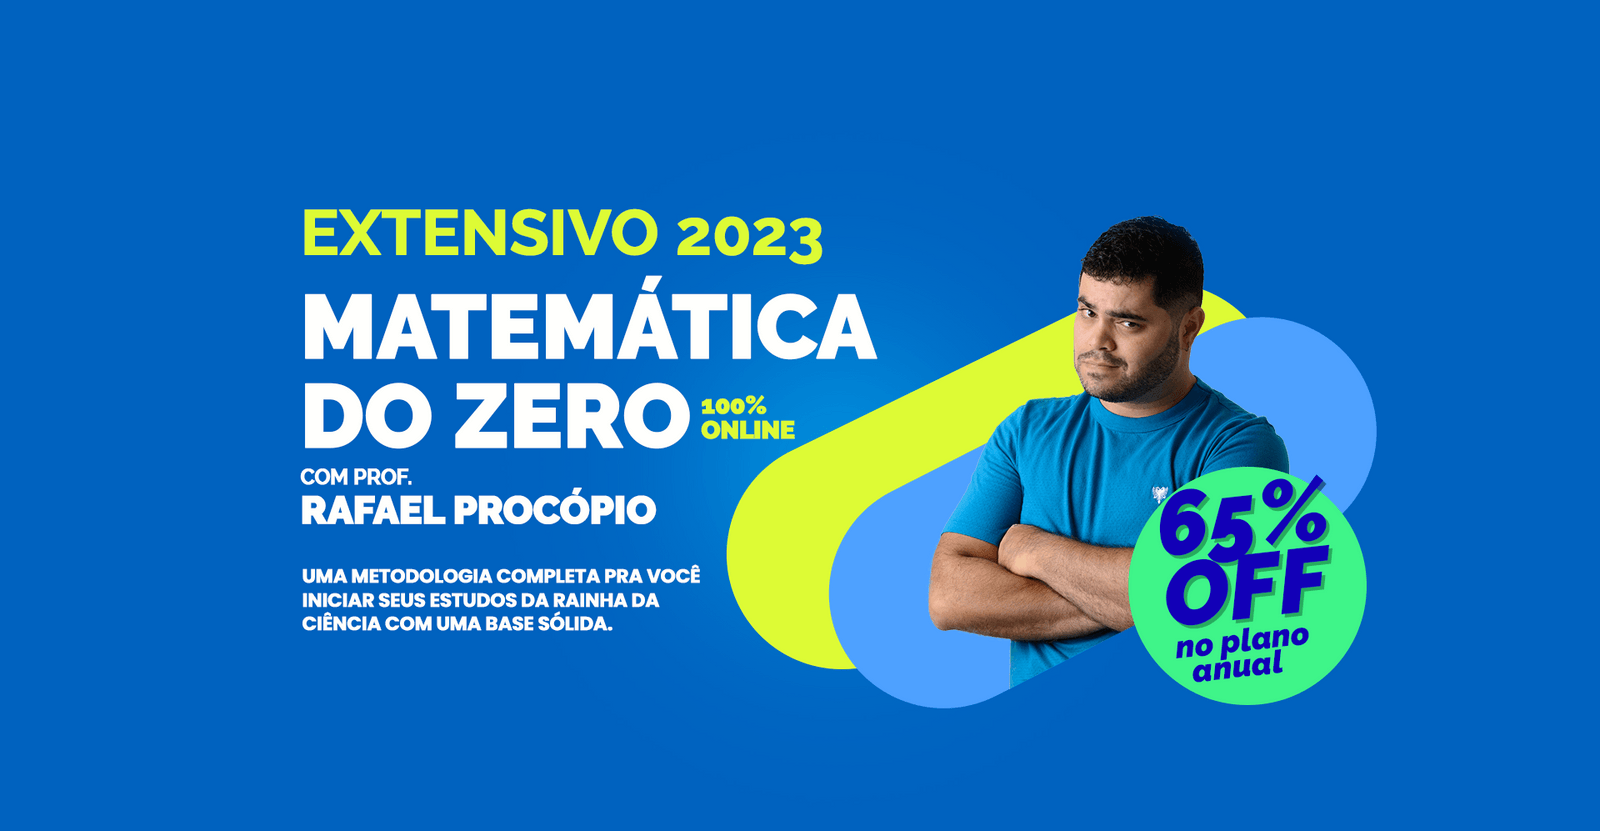 EXTENSIVO 2023
MATEMÁTICA
DO ZERO
100%
ONLINE
COM PROF.
RAFAEL PROCÓPIO
UMA METODOLOGIA COMPLETA PRA VOCÊ
INICIAR SEUS ESTUDOS DA RAINHA DA
CIÊNCIA COM UMA BASE SÓLIDA.
65%
OFF
no plano
anual